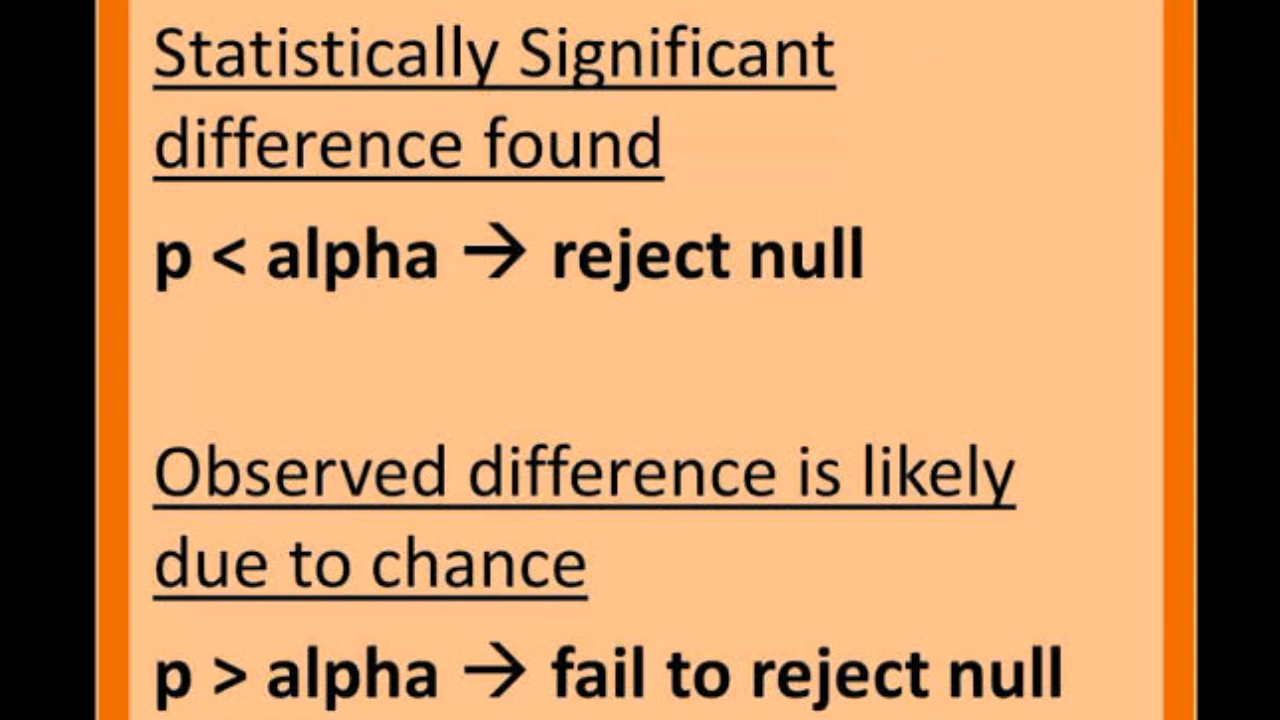 Statistically Significant
difference found
p < alpha → reject null
Observed difference is likely
due to chance
p > alpha → fail to reject null